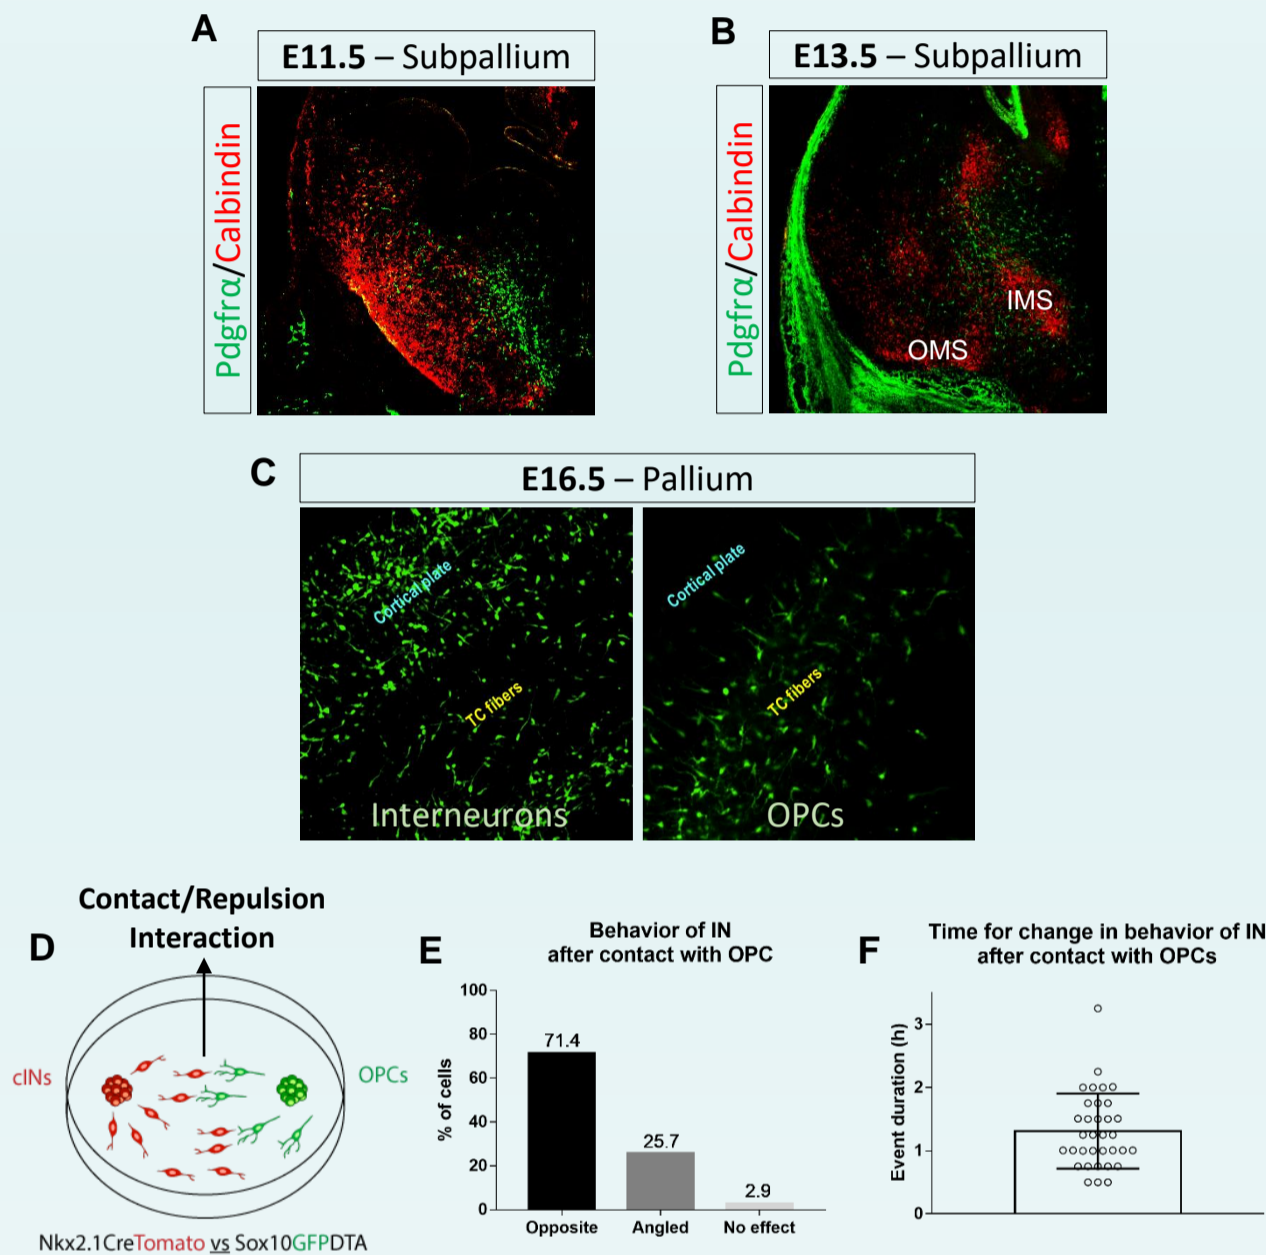 A
E11.5 – Subpallium
Pdgfrα/Calbindin
B
E13.5 – Subpallium
Pdgfrα/Calbindin
IMS
OMS
C
E16.5 – Pallium
Cortical plate
TC fibers
Interneurons
Cortical plate
TC fibers
OPCs
D
Contact/Repulsion
Interaction
cINs
OPCs
Nkx2.1CreTomato vs Sox10GFPDTA
E
Behavior of IN
after contact with OPC
% of cells
100
80
60
40
20
0
71.4
25.7
2.9
Opposite
Angled
No effect
F
Time for change in behavior of IN
after contact with OPCs
Event duration (h)
3
2
1
0